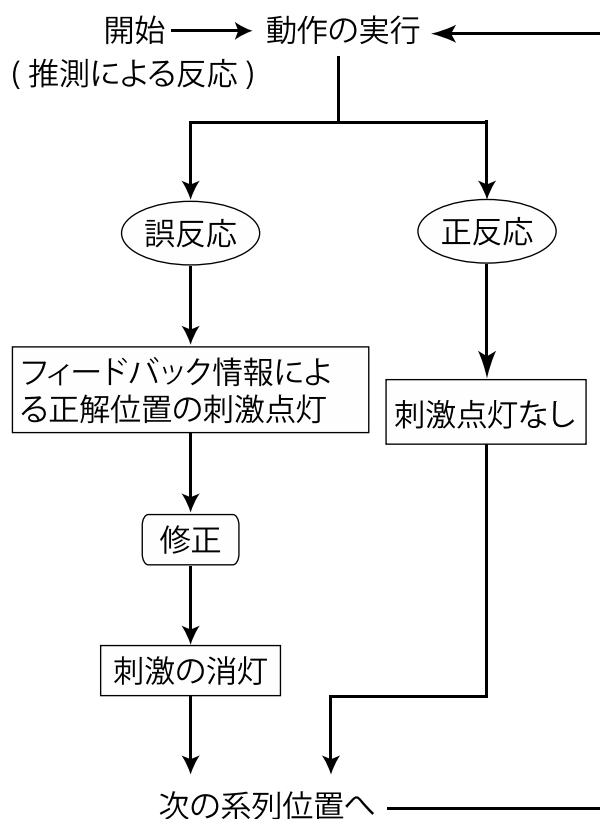 開始
動作の実行
(推測による反応)
誤反応
正反応
フィードバック情報によ
る正解位置の刺激点灯
刺激点灯なし
修正
刺激の消灯
次の系列位置へ